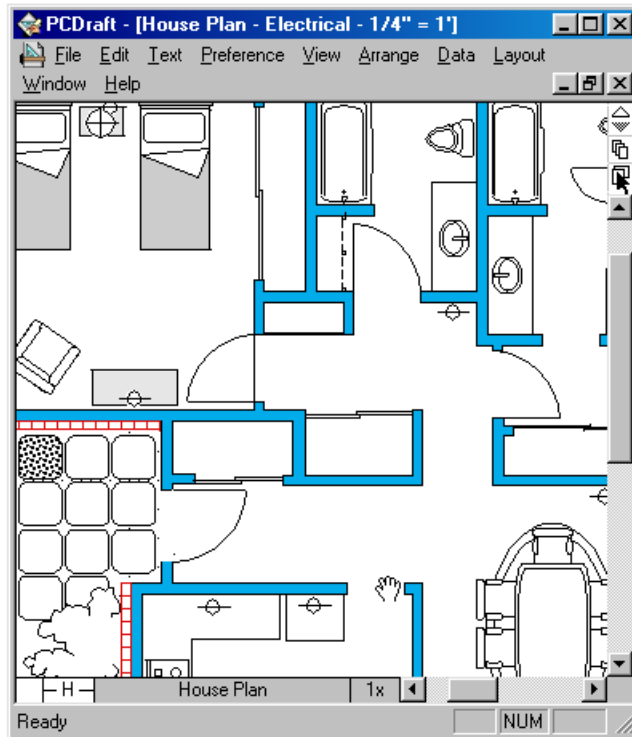 PCDraft - [House Plan - Electrical - 1/4" = 1']
File Edit Text Preference View Arrange Data Layout
Window Help
H House Plan 1x
Ready NUM